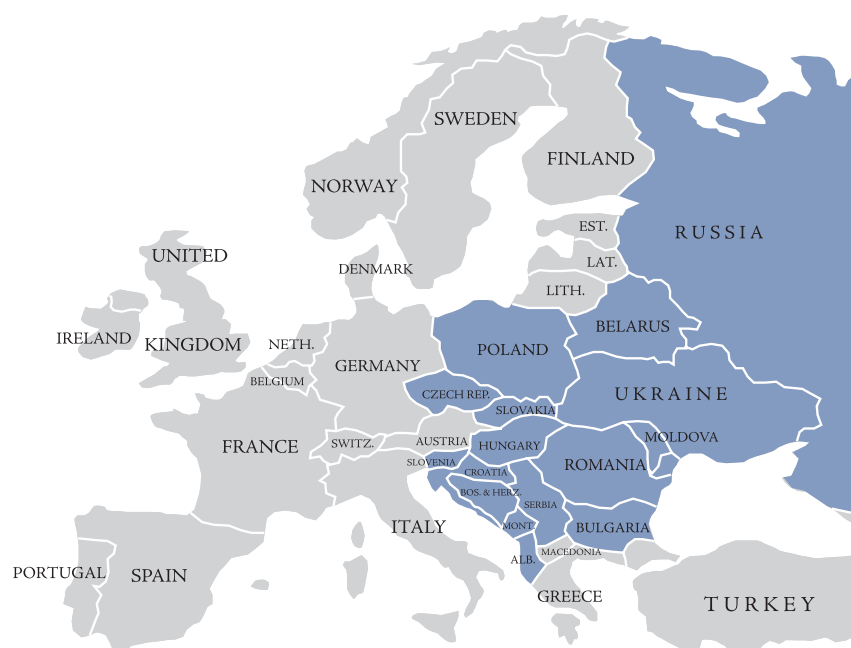 SWEDEN
FINLAND
NORWAY
EST.
RUSSIA
UNITED
LAT.
DENMARK
LITH.
BELARUS
IRELAND
KINGDOM
NETH.
POLAND
GERMANY
BELGIUM
CZECH REP.
UKRAINE
SLOVAKIA
FRANCE
SWITZ.
AUSTRIA
HUNGARY
MOLDOVA
SLOVENIA
CROATIA
ROMANIA
BOS. & HERZ.
SERBIA
ITALY
MONT.
BULGARIA
MACEDONIA
ALB.
PORTUGAL
SPAIN
GREECE
TURKEY